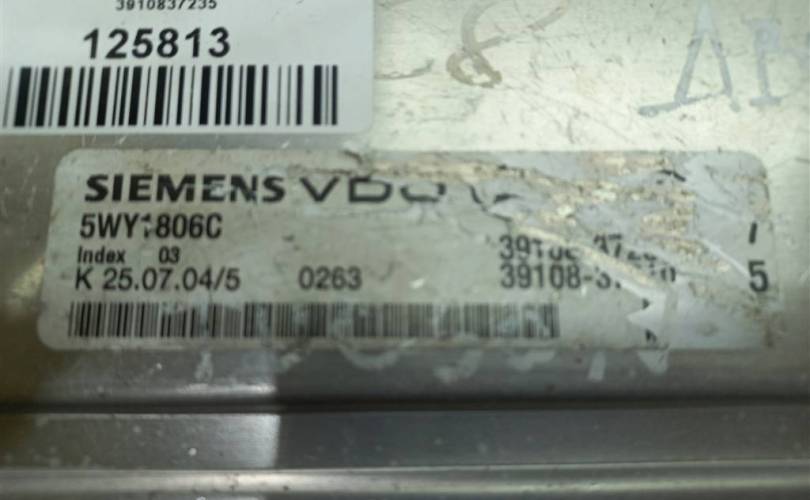 3910837235
125813
SIEMENS VDO
5WY1806C
Index 03
K 25.07.04/5 0263
5